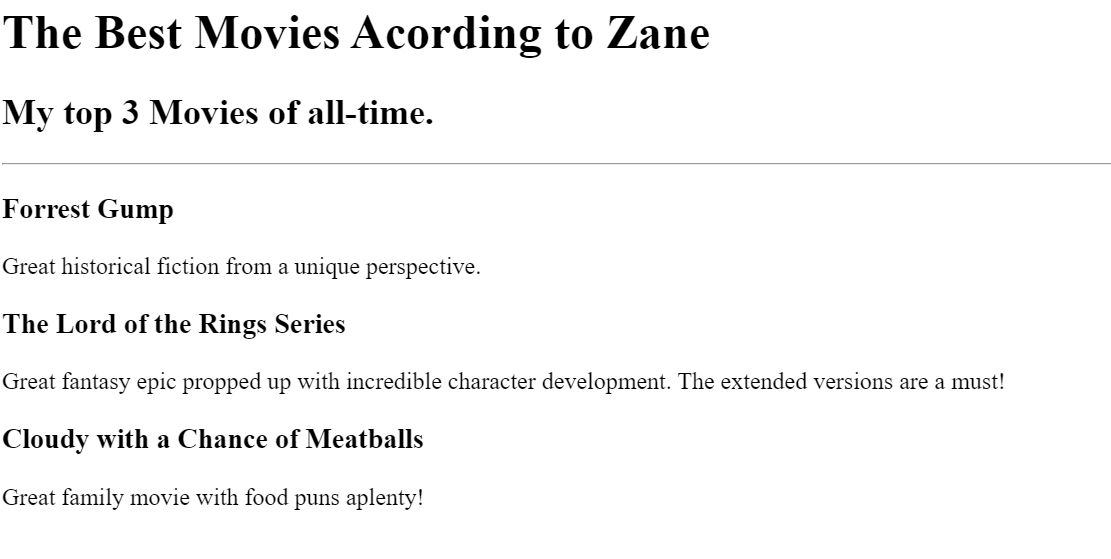 The Best Movies Acording to Zane
My top 3 Movies of all-time.
Forrest Gump
Great historical fiction from a unique perspective.
The Lord of the Rings Series
Great fantasy epic propped up with incredible character development. The extended versions are a must!
Cloudy with a Chance of Meatballs
Great family movie with food puns aplenty!